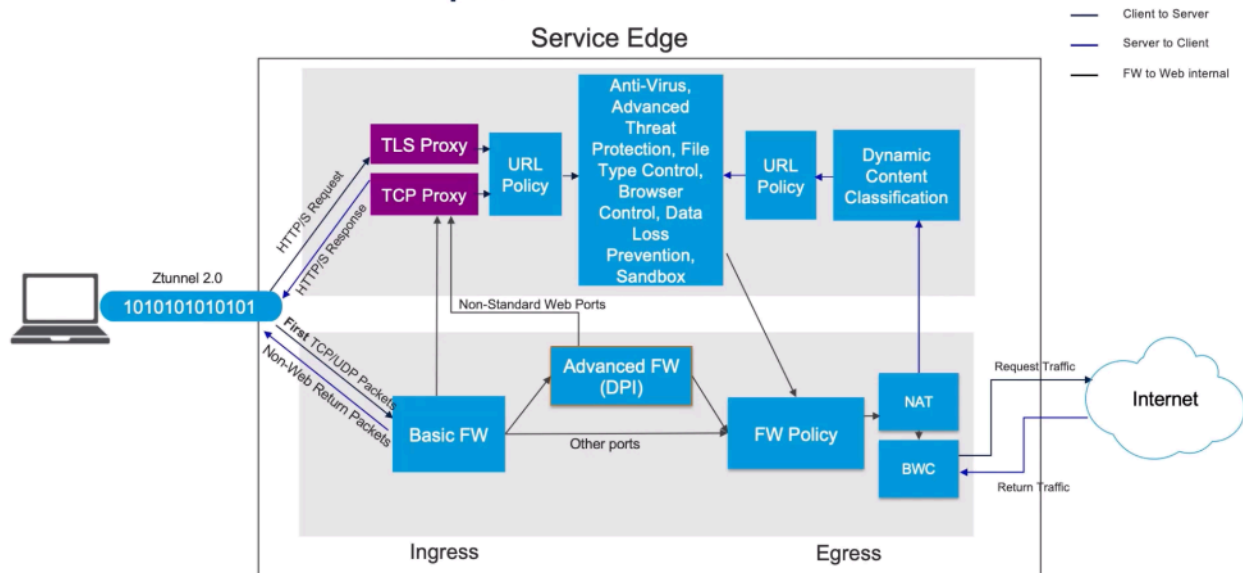 Client to Server
Server to Client
FW to Web internal
Service Edge
TLS Proxy
TCP Proxy
URL
Policy
Anti-Virus,
Advanced
Threat
Protection, File
Type Control,
Browser
Control, Data
Loss
Prevention,
Sandbox
URL
Policy
Dynamic
Content
Classification
HTTP/S Request
HTTP/S Response
Ztunnel 2.0
1010101010101
Non-Standard Web Ports
First TCP/UDP Packets
Non-Web Return Packets
Basic FW
Advanced FW
(DPI)
Other ports
FW Policy
NAT
BWC
Request Traffic
Return Traffic
Internet
Ingress
Egress